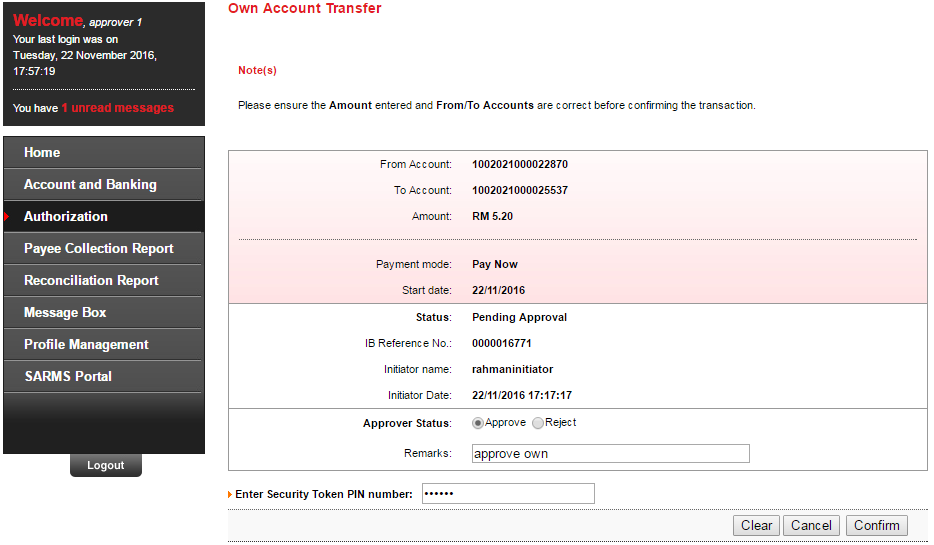 Own Account Transfer
Welcome, approver 1
Your last login was on
Tuesday, 22 November 2016,
17:57:19
You have 1 unread messages
Home
Account and Banking
Authorization
Payee Collection Report
Reconciliation Report
Message Box
Profile Management
SARMS Portal
Logout
Note(s)
Please ensure the Amount entered and From/To Accounts are correct before confirming the transaction.
From Account: 1002021000022870
To Account: 1002021000025537
Amount: RM 5.20
Payment mode: Pay Now
Start date: 22/11/2016
Status: Pending Approval
IB Reference No.: 0000016771
Initiator name: rahmaninitiator
Initiator Date: 22/11/2016 17:17:17
Approver Status: Approve Reject
Remarks: approve own
Enter Security Token PIN number: ••••••
Clear Cancel Confirm